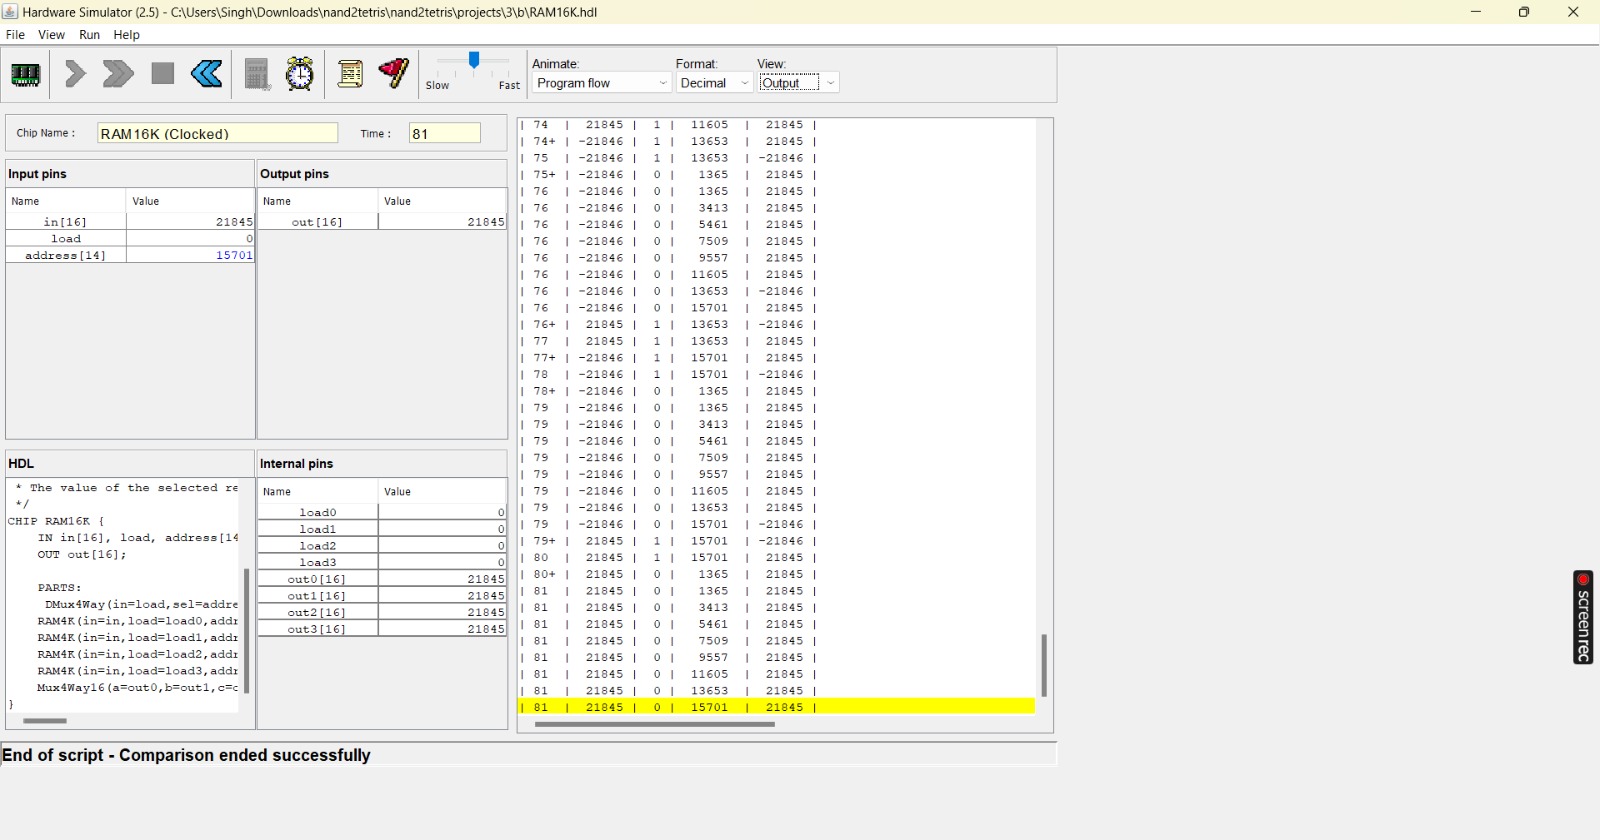 Hardware Simulator (2.5) - C:\Users\Singh\Downloads\nand2tetris\nand2tetris\projects\3\b\RAM16K.hdl
File View Run Help
Slow Fast
Animate: Format: View:
Program flow Decimal Output
Chip Name : RAM16K (Clocked) Time : 81
Input pins
Name Value
in[16] 21845
load 0
address[14] 15701
Output pins
Name Value
out[16] 21845
HDL
* The value of the selected re
*/
CHIP RAM16K {
IN in[16], load, address[14
OUT out[16];
PARTS:
DMux4Way(in=load,sel=addre
RAM4K(in=in,load=load0,addr
RAM4K(in=in,load=load1,addr
RAM4K(in=in,load=load2,addr
RAM4K(in=in,load=load3,addr
Mux4Way16(a=out0,b=out1,c=c
}
Internal pins
Name Value
load0 0
load1 0
load2 0
load3 0
out0[16] 21845
out1[16] 21845
out2[16] 21845
out3[16] 21845
| 74 | 21845 | 1 | 11605 | 21845 |
| 74+ | -21846 | 1 | 13653 | 21845 |
| 75 | -21846 | 1 | 13653 | -21846 |
| 75+ | -21846 | 0 | 1365 | 21845 |
| 76 | -21846 | 0 | 1365 | 21845 |
| 76 | -21846 | 0 | 3413 | 21845 |
| 76 | -21846 | 0 | 5461 | 21845 |
| 76 | -21846 | 0 | 7509 | 21845 |
| 76 | -21846 | 0 | 9557 | 21845 |
| 76 | -21846 | 0 | 11605 | 21845 |
| 76 | -21846 | 0 | 13653 | -21846 |
| 76 | -21846 | 0 | 15701 | 21845 |
| 76+ | 21845 | 1 | 13653 | -21846 |
| 77 | 21845 | 1 | 13653 | 21845 |
| 77+ | -21846 | 1 | 15701 | 21845 |
| 78 | -21846 | 1 | 15701 | -21846 |
| 78+ | -21846 | 0 | 1365 | 21845 |
| 79 | -21846 | 0 | 1365 | 21845 |
| 79 | -21846 | 0 | 3413 | 21845 |
| 79 | -21846 | 0 | 5461 | 21845 |
| 79 | -21846 | 0 | 7509 | 21845 |
| 79 | -21846 | 0 | 9557 | 21845 |
| 79 | -21846 | 0 | 11605 | 21845 |
| 79 | -21846 | 0 | 13653 | 21845 |
| 79 | -21846 | 0 | 15701 | -21846 |
| 79+ | 21845 | 1 | 15701 | -21846 |
| 80 | 21845 | 1 | 15701 | 21845 |
| 80+ | 21845 | 0 | 1365 | 21845 |
| 81 | 21845 | 0 | 1365 | 21845 |
| 81 | 21845 | 0 | 3413 | 21845 |
| 81 | 21845 | 0 | 5461 | 21845 |
| 81 | 21845 | 0 | 7509 | 21845 |
| 81 | 21845 | 0 | 9557 | 21845 |
| 81 | 21845 | 0 | 11605 | 21845 |
| 81 | 21845 | 0 | 13653 | 21845 |
| 81 | 21845 | 0 | 15701 | 21845 |
screenrec
End of script - Comparison ended successfully